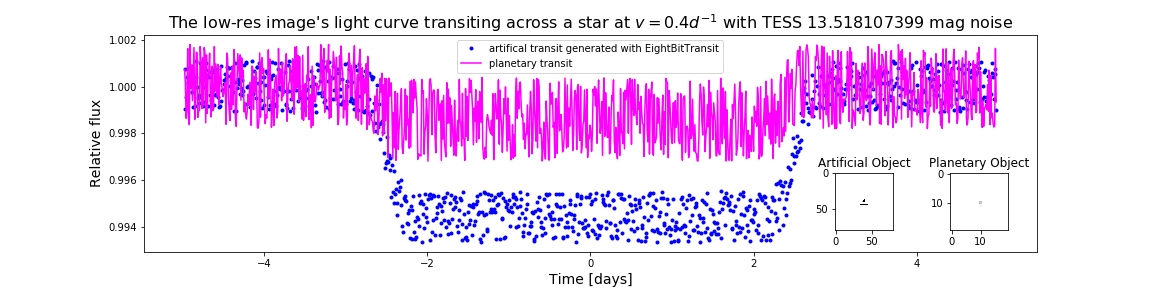 The low-res image's light curve transiting across a star at v = 0.4d⁻¹ with TESS 13.518107399 mag noise
artifical transit generated with EightBitTransit
planetary transit
Relative flux
1.002
1.000
0.998
0.996
0.994
Artificial Object
0
50
0 50
Planetary Object
0
10
0 10
−4 −2 0 2 4
Time [days]